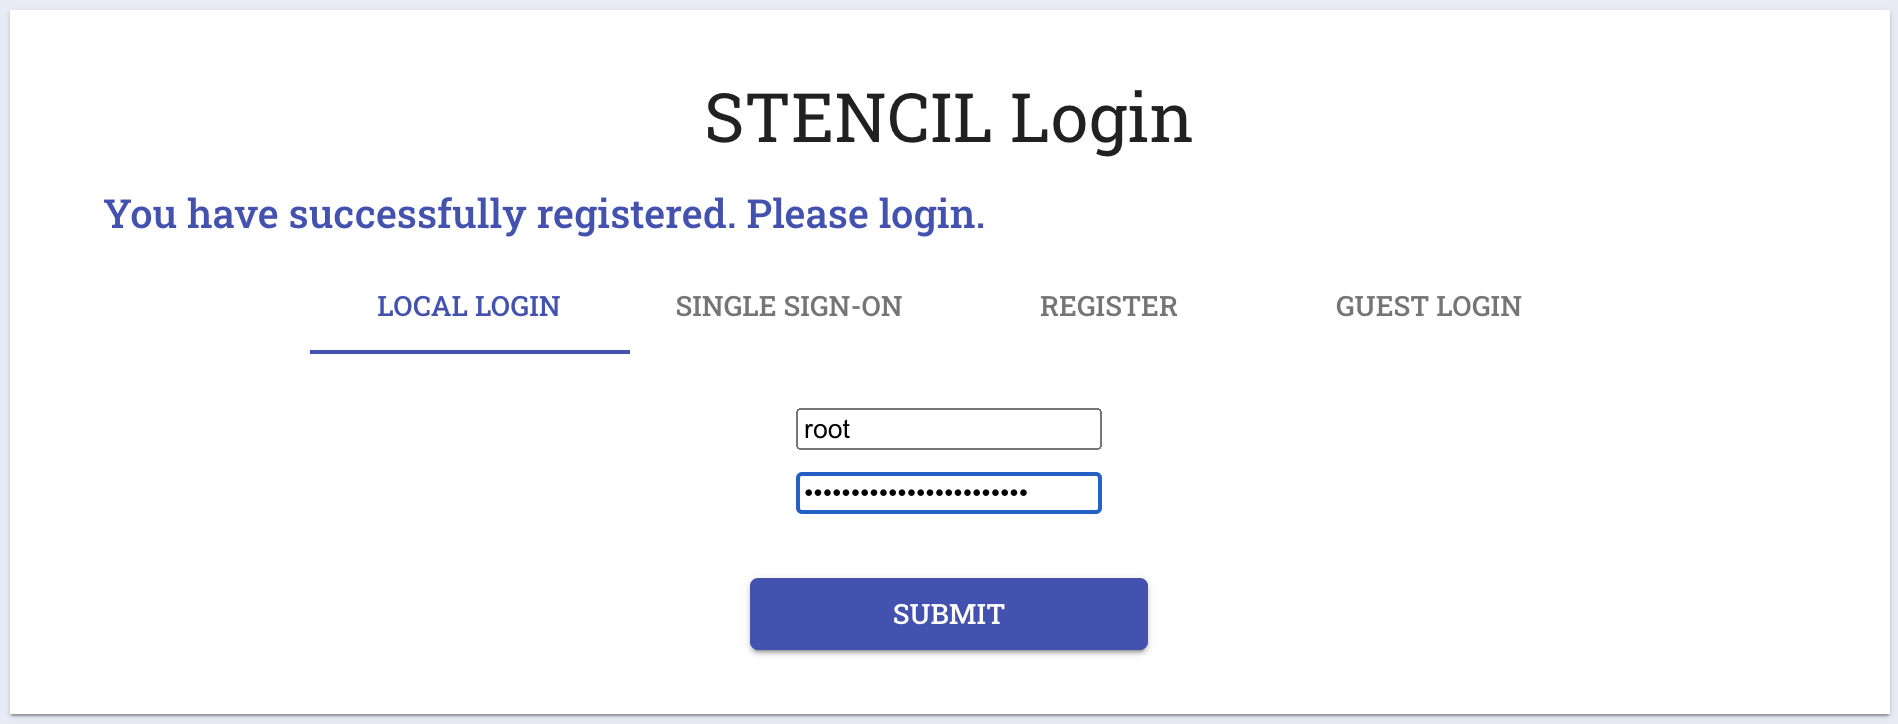 STENCIL Login
You have successfully registered. Please login.
LOCAL LOGIN SINGLE SIGN-ON REGISTER GUEST LOGIN
root
••••••••••••••••••••••••
SUBMIT